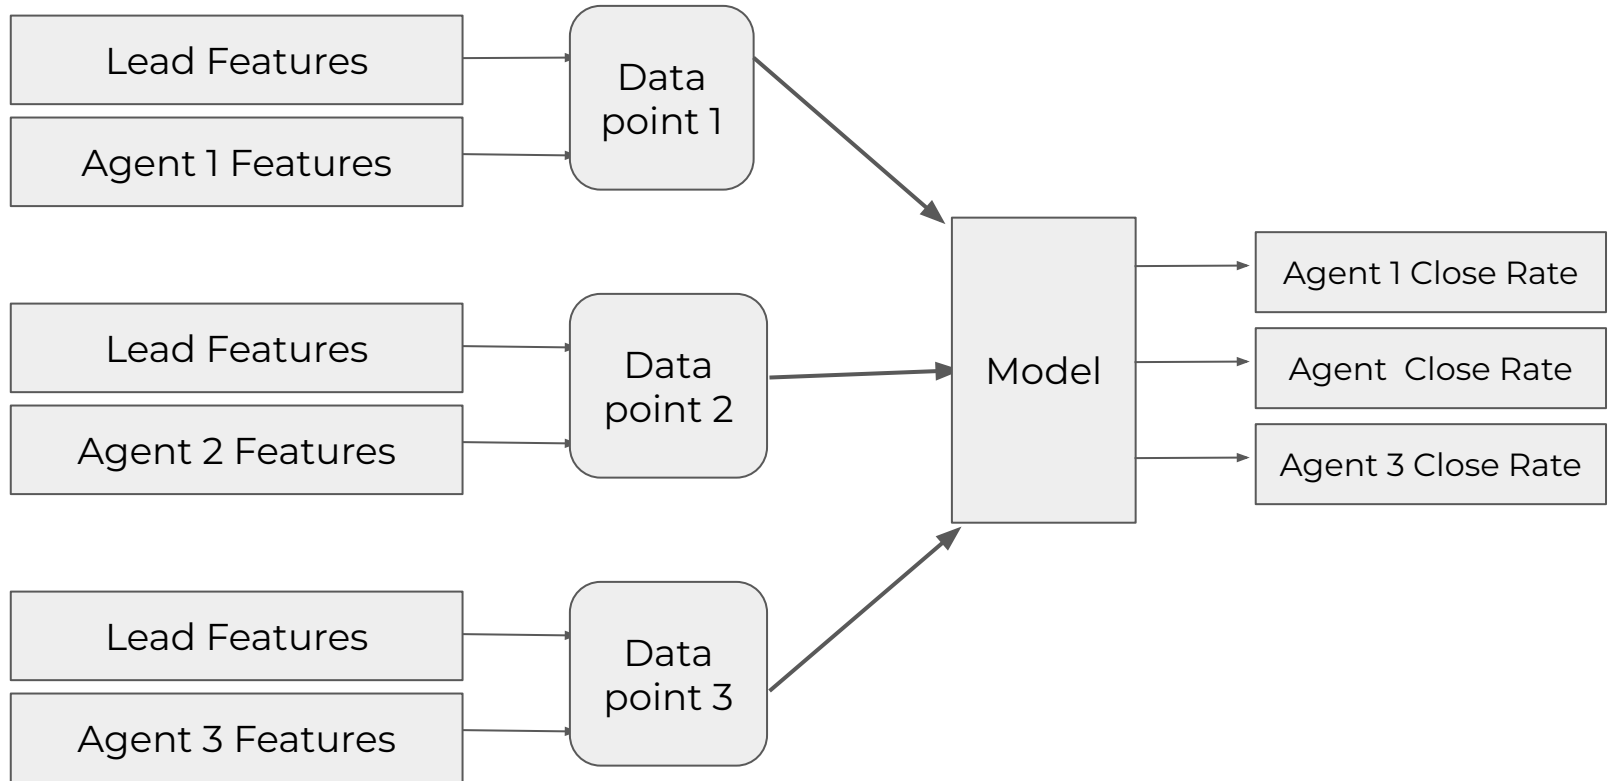 Lead Features
Agent 1 Features
Data
point 1
Lead Features
Agent 2 Features
Data
point 2
Lead Features
Agent 3 Features
Data
point 3
Model
Agent 1 Close Rate
Agent  Close Rate
Agent 3 Close Rate